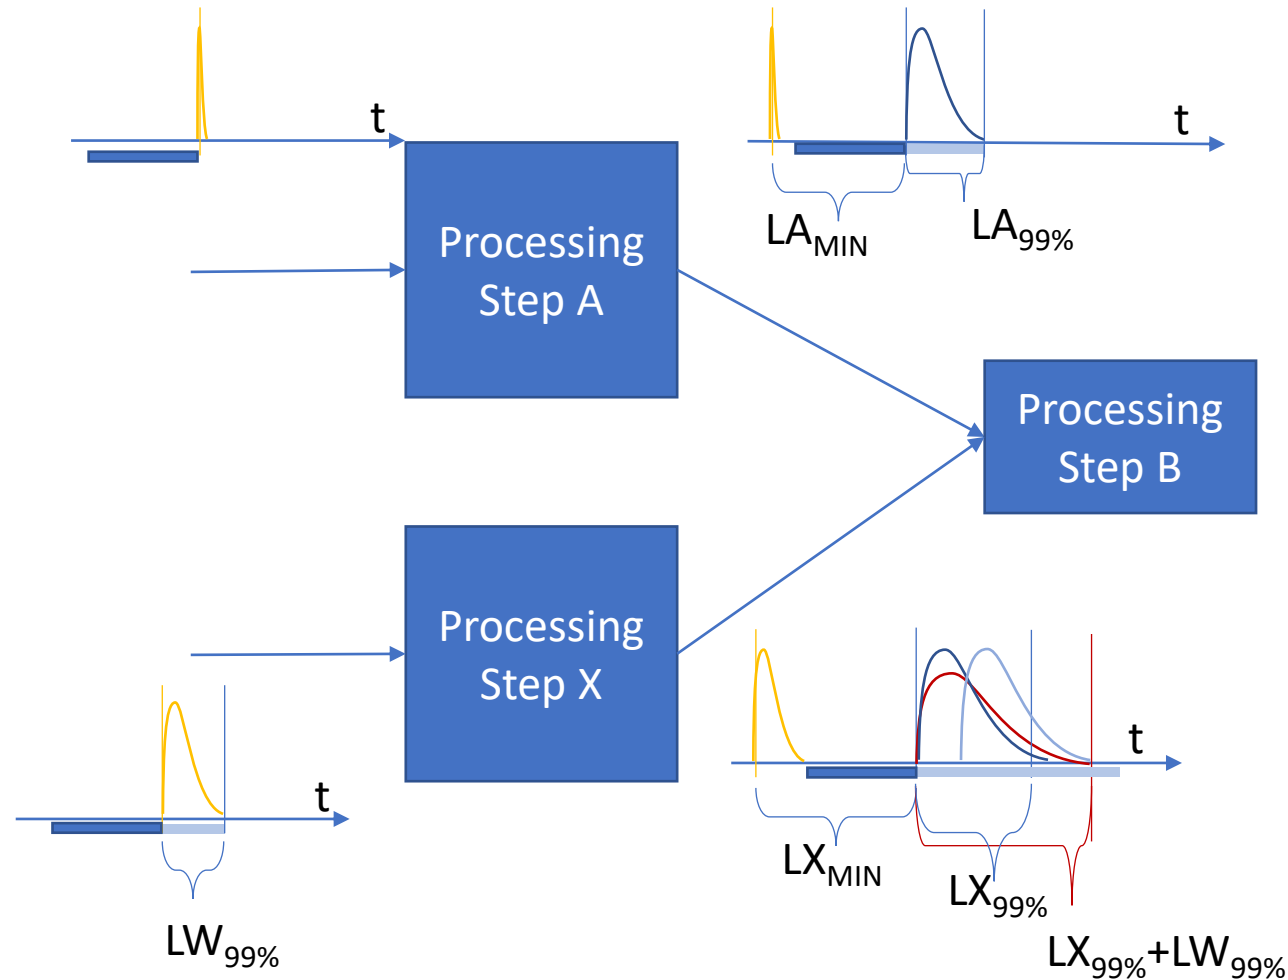 t
t
LA_MIN
LA_99%
Processing
Step A
Processing
Step B
Processing
Step X
t
t
LX_MIN
LX_99%
LW_99%
LX_99%+LW_99%